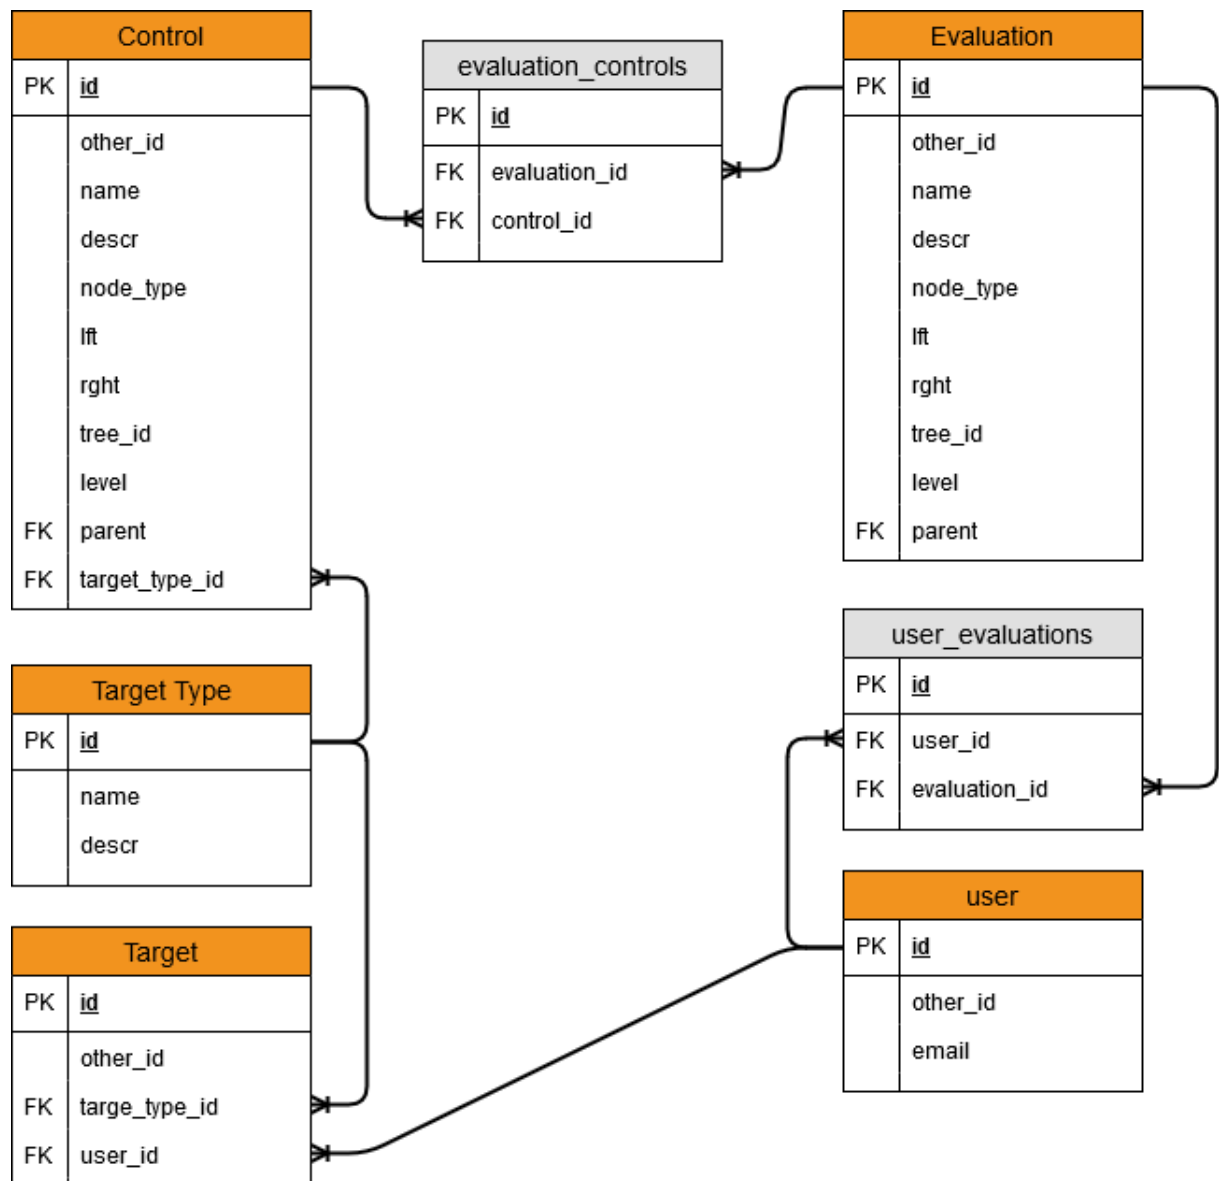 Control
PK id
other_id
name
descr
node_type
lft
rght
tree_id
level
FK parent
FK target_type_id
evaluation_controls
PK id
FK evaluation_id
FK control_id
Evaluation
PK id
other_id
name
descr
node_type
lft
rght
tree_id
level
FK parent
Target Type
PK id
name
descr
user_evaluations
PK id
FK user_id
FK evaluation_id
Target
PK id
other_id
FK targe_type_id
FK user_id
user
PK id
other_id
email